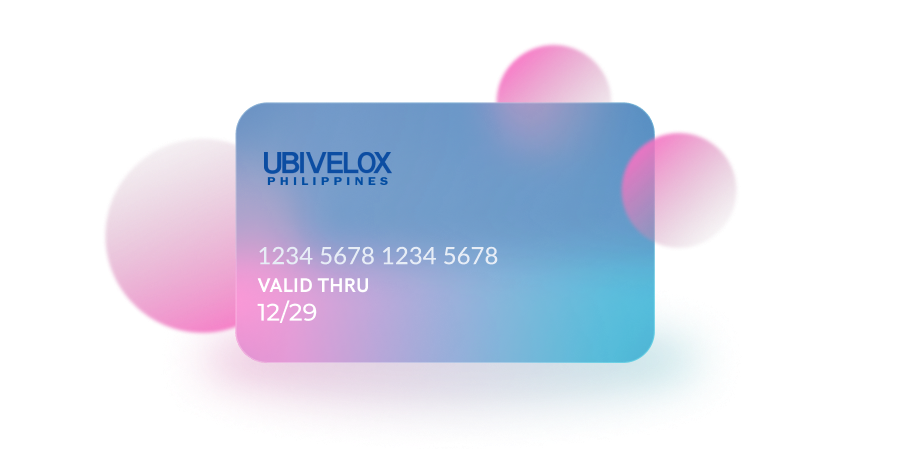 UBIVELOX
PHILIPPINES
1234 5678 1234 5678
VALID THRU
12/29